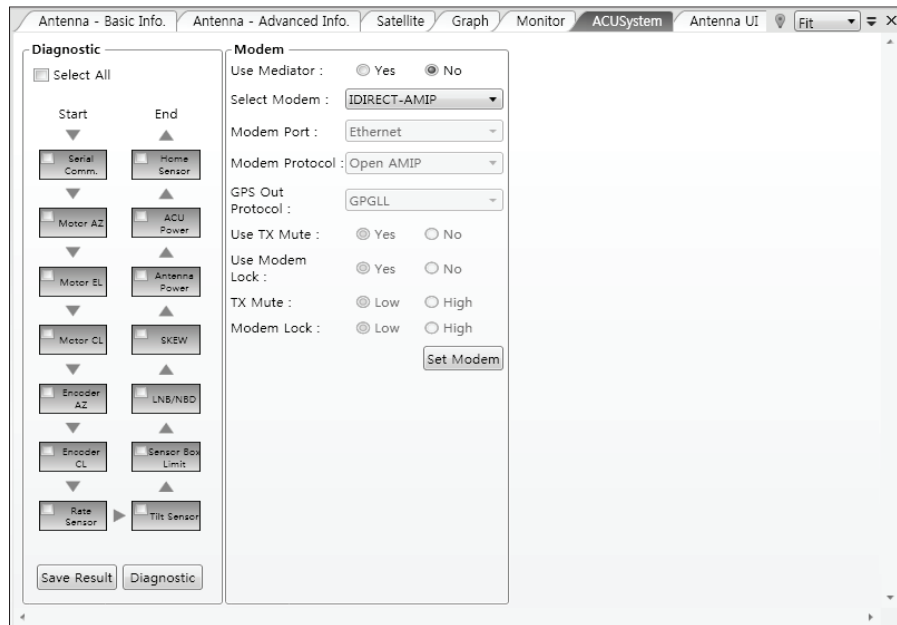 Antenna - Basic Info. Antenna - Advanced Info. Satellite Graph Monitor ACUSystem Antenna UI Fit
Diagnostic
Select All
Start End
Serial Comm.
Home Sensor
Motor AZ
ACU Power
Motor EL
Antenna Power
Motor CL
SKEW
Encoder AZ
LNB/NBD
Encoder CL
Sensor Box Limit
Rate Sensor
Tilt Sensor
Save Result Diagnostic
Modem
Use Mediator : Yes No
Select Modem : IDIRECT-AMIP
Modem Port : Ethernet
Modem Protocol : Open AMIP
GPS Out
Protocol : GPGLL
Use TX Mute : Yes No
Use Modem
Lock : Yes No
TX Mute : Low High
Modem Lock : Low High
Set Modem